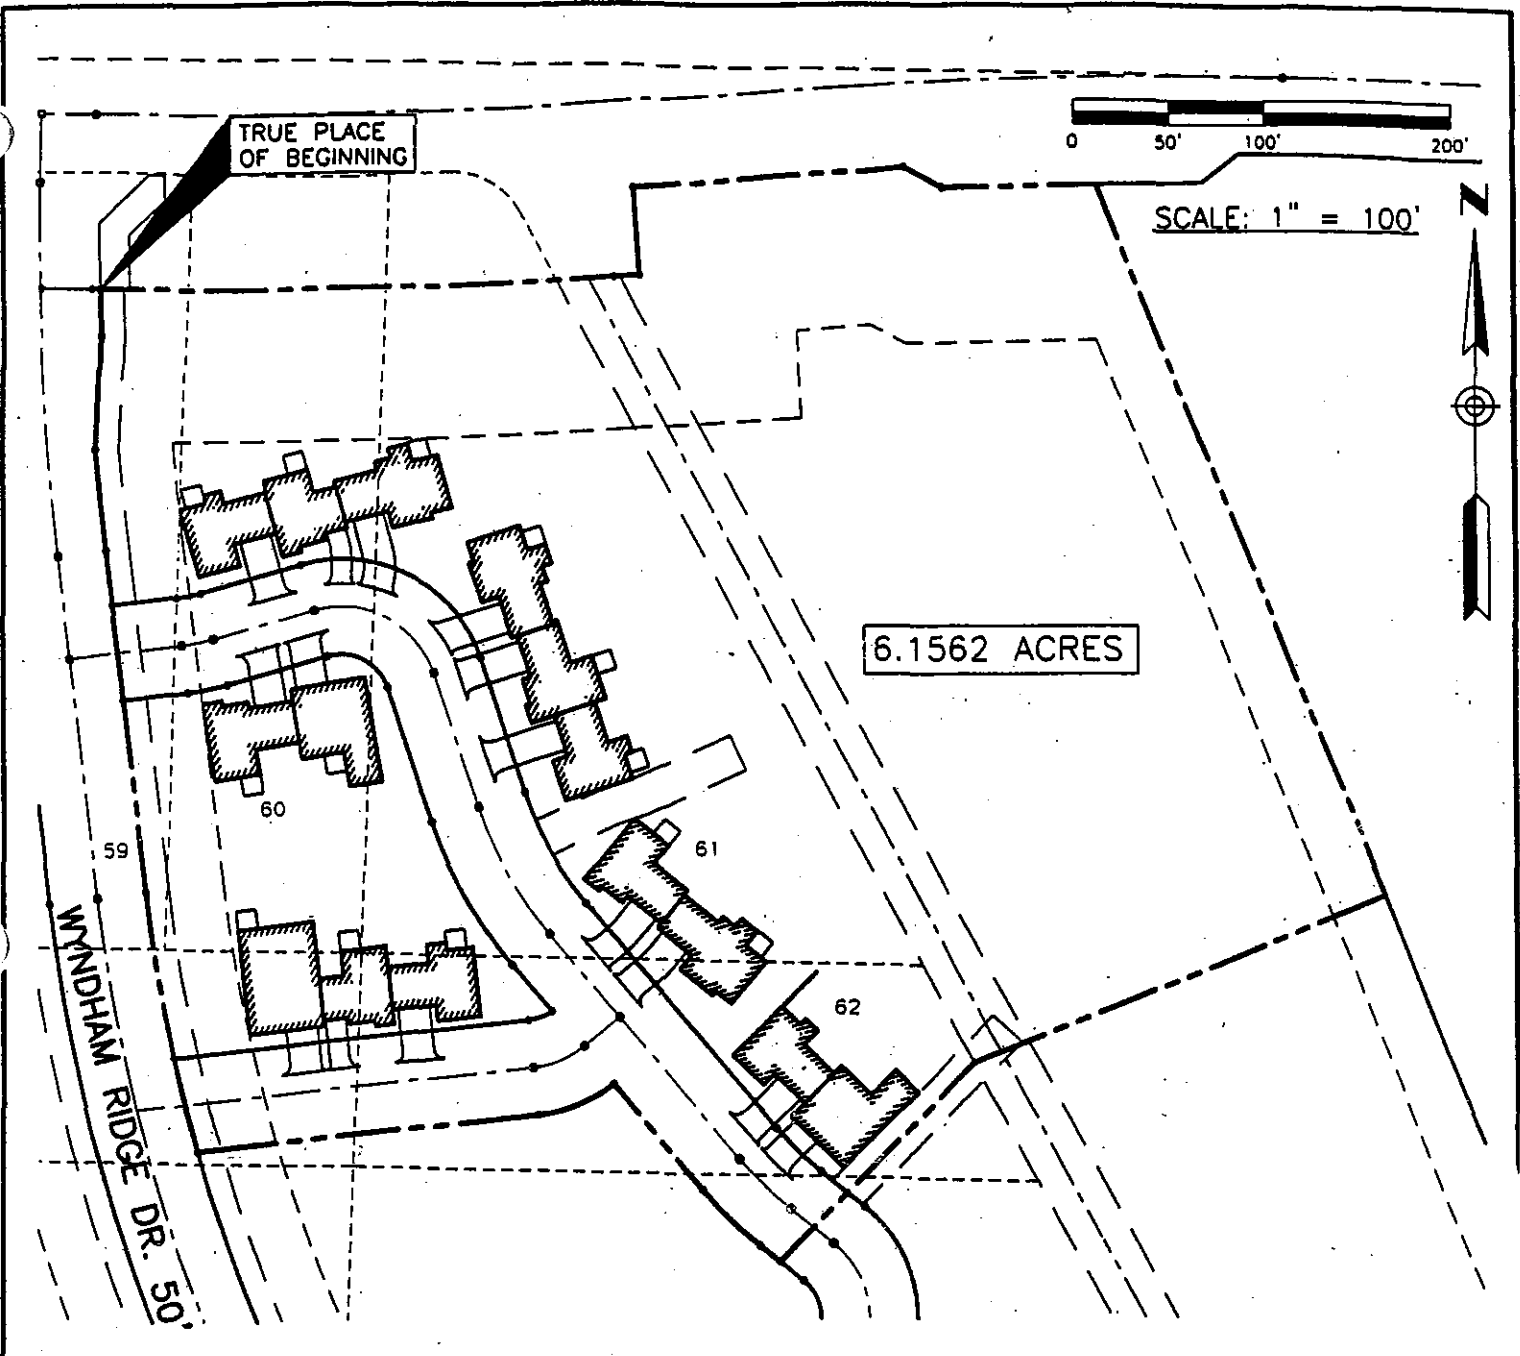 TRUE PLACE
OF BEGINNING
0 50' 100' 200'
SCALE: 1" = 100'
N
6.1562 ACRES
60
59
61
62
WYNDHAM RIDGE DR. 50'